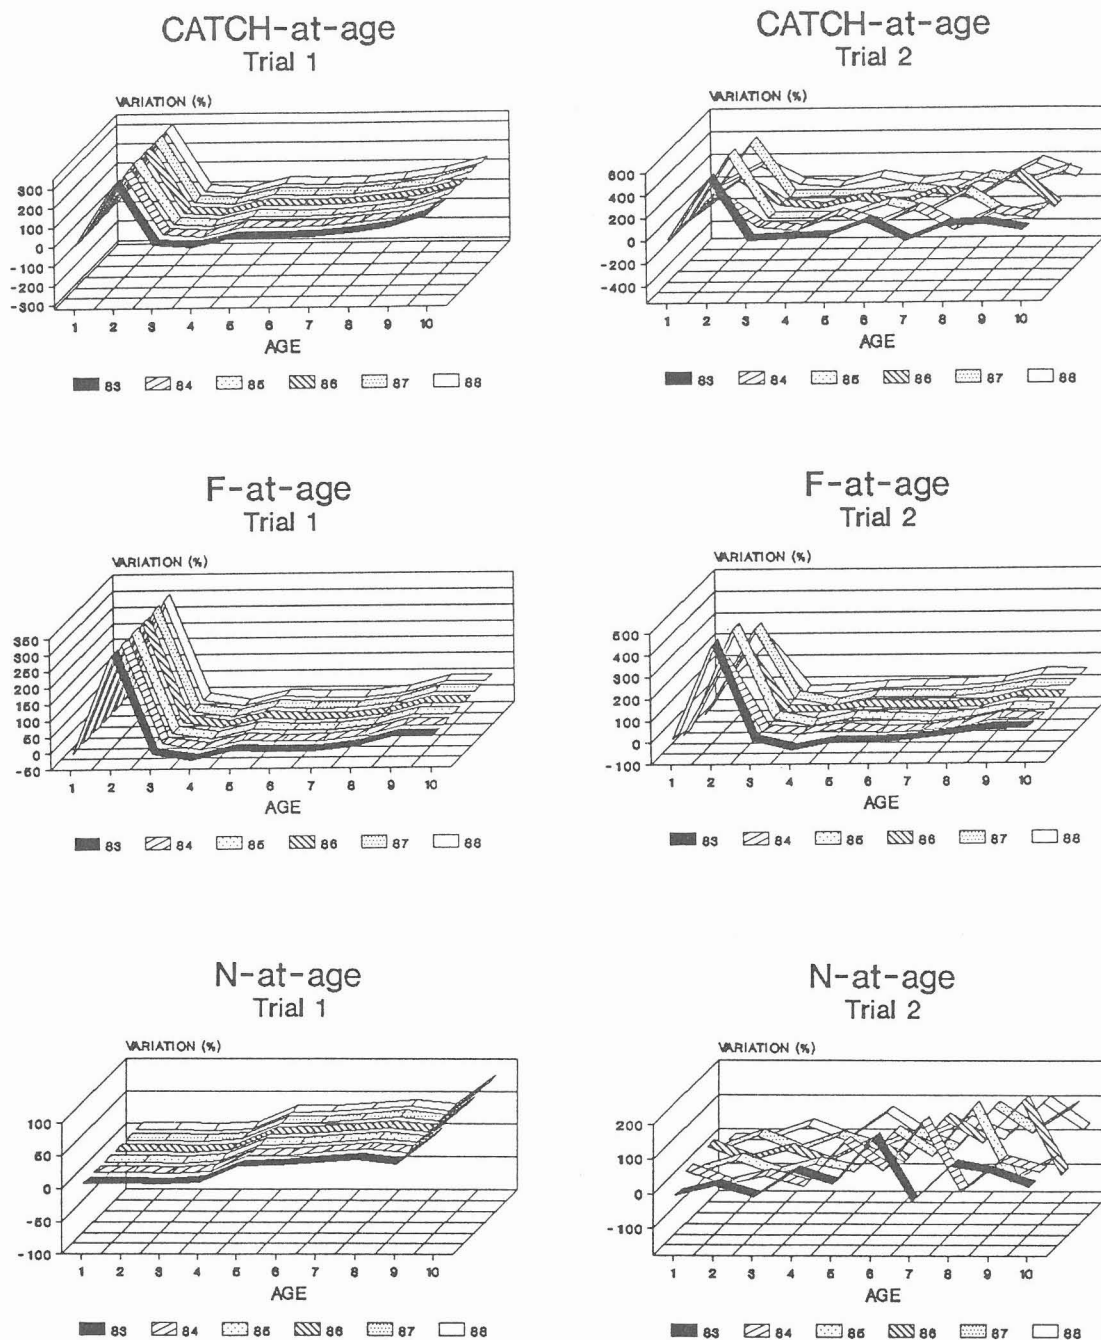 CATCH-at-age
Trial 1
VARIATION (%)
300
200
100
0
-100
-200
-300
1 2 3 4 5 6 7 8 9 10
AGE
83 84 85 86 87 88
CATCH-at-age
Trial 2
VARIATION (%)
600
400
200
0
-200
-400
1 2 3 4 5 6 7 8 9 10
AGE
83 84 85 86 87 88
F-at-age
Trial 1
VARIATION (%)
350
300
250
200
150
100
50
0
-50
1 2 3 4 5 6 7 8 9 10
AGE
83 84 85 86 87 88
F-at-age
Trial 2
VARIATION (%)
500
400
300
200
100
0
-100
1 2 3 4 5 6 7 8 9 10
AGE
83 84 85 86 87 88
N-at-age
Trial 1
VARIATION (%)
100
50
0
-50
-100
1 2 3 4 5 6 7 8 9 10
AGE
83 84 85 86 87 88
N-at-age
Trial 2
VARIATION (%)
200
100
0
-100
1 2 3 4 5 6 7 8 9 10
AGE
83 84 85 86 87 88